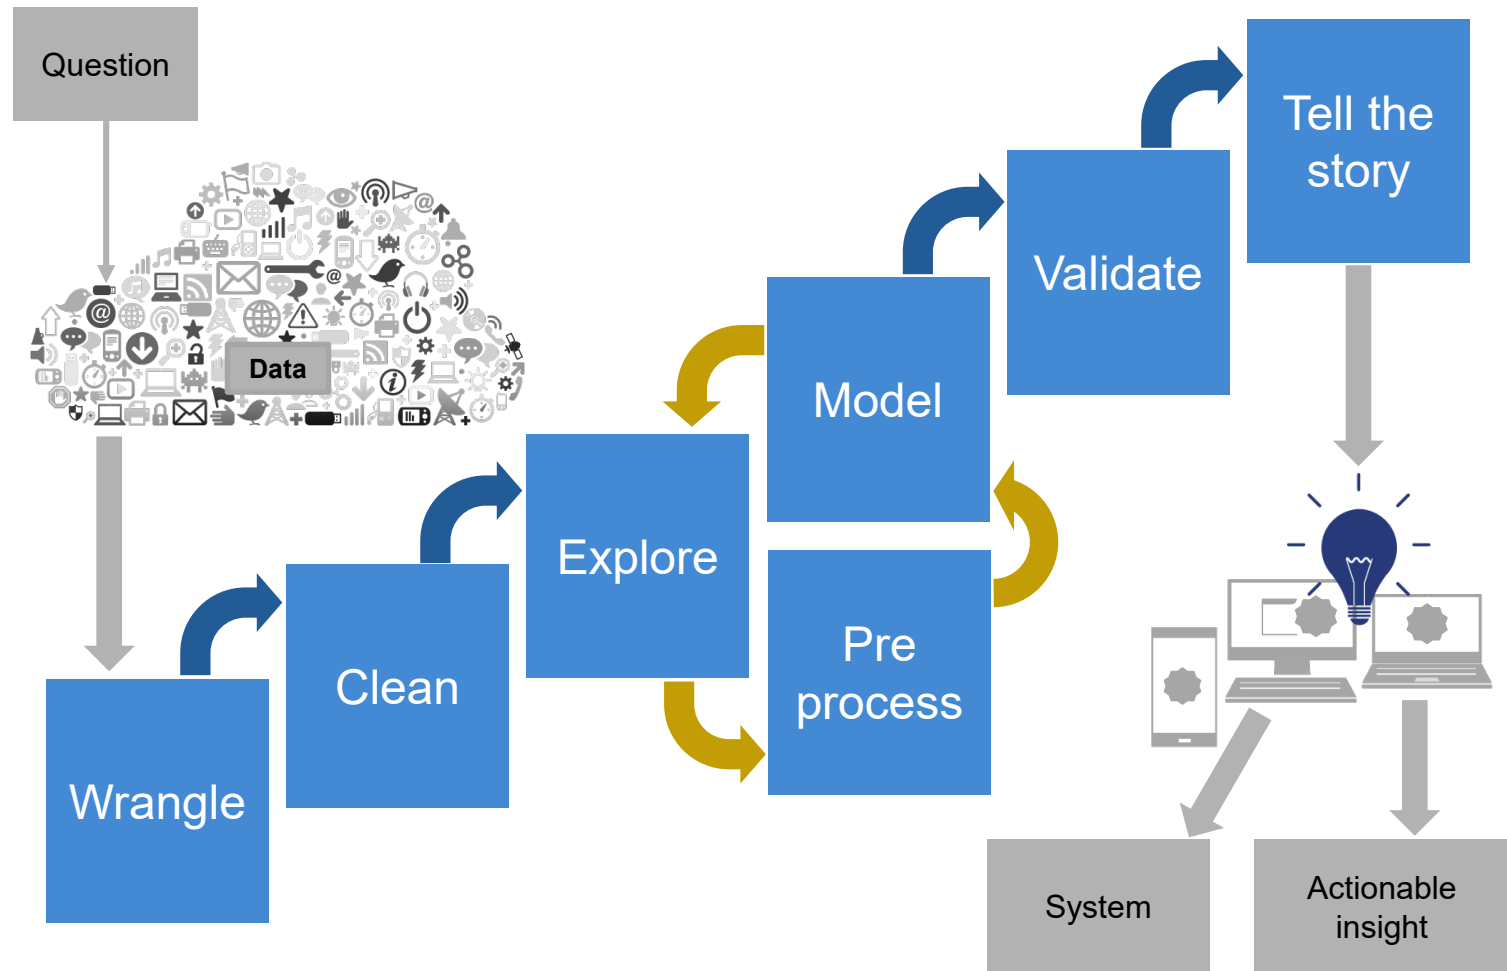 Question
Data
Wrangle
Clean
Explore
Pre
process
Model
Validate
Tell the
story
System
Actionable
insight